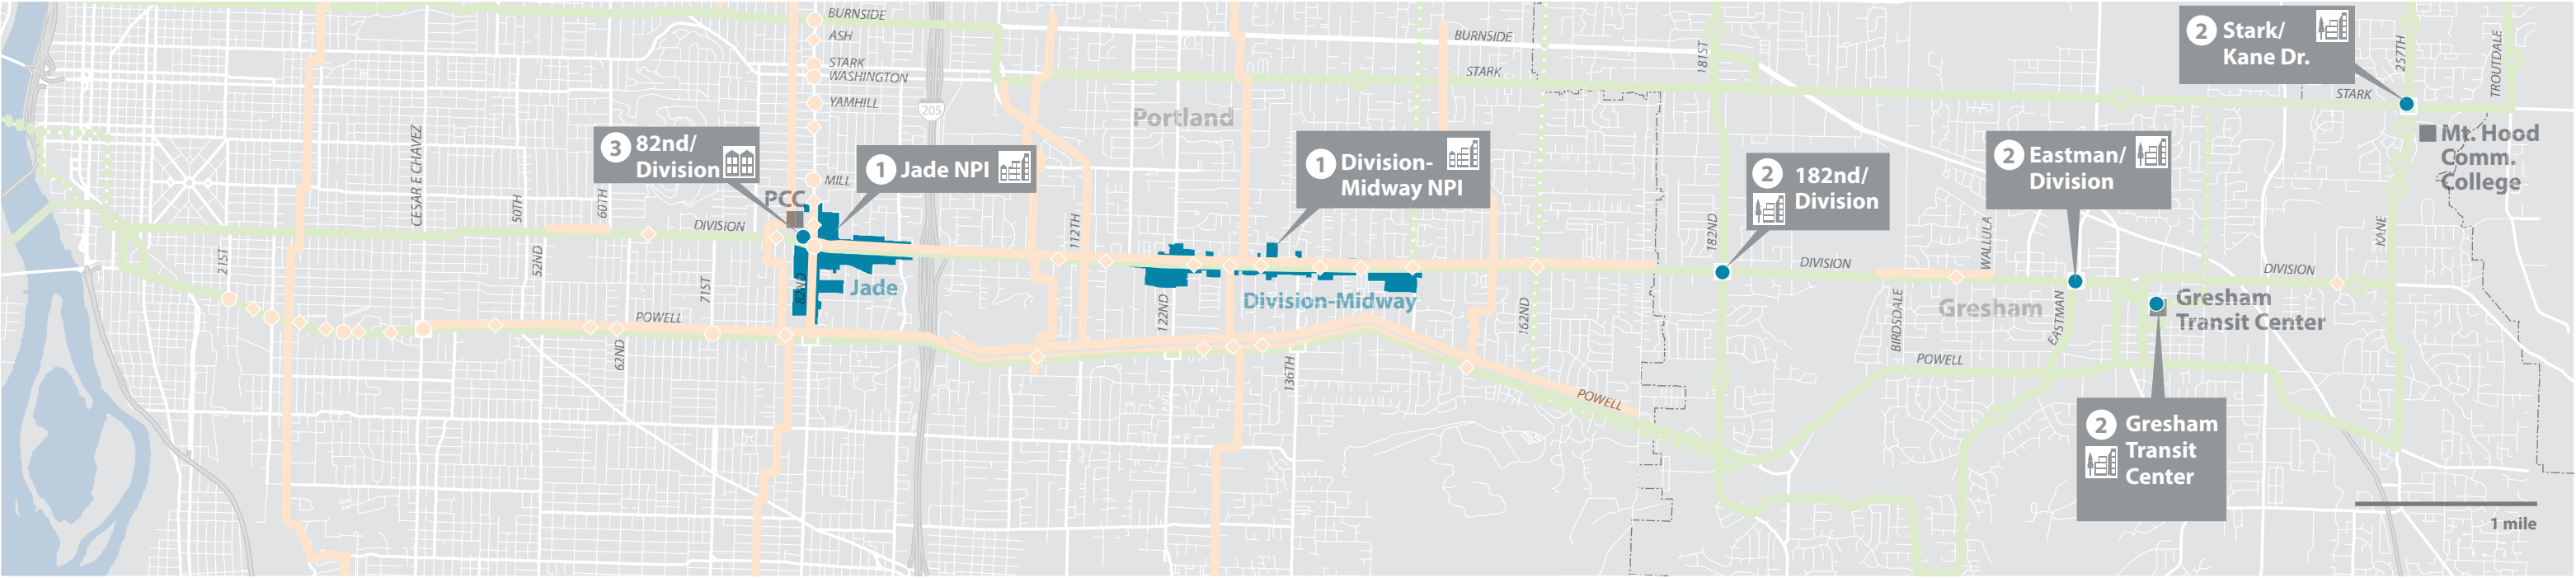 BURNSIDE
ASH
STARK
WASHINGTON
YAMHILL
MILL
205
Portland
BURNSIDE
STARK
181ST
2 Stark/
Kane Dr.
257TH
TROUTDALE
STARK
Mt. Hood
Comm.
College
CESAR E CHAVEZ
50TH
60TH
3 82nd/
Division
PCC
1 Jade NPI
112TH
1 Division-
Midway NPI
2 182nd/
Division
2 Eastman/
Division
21ST
52ND
DIVISION
71ST
82ND
Jade
122ND
Division-Midway
162ND
182ND
DIVISION
WALLULA
BIRDSDALE
Gresham
EASTMAN
DIVISION
KANE
Gresham
Transit Center
POWELL
62ND
136TH
POWELL
POWELL
2 Gresham
Transit
Center
1 mile